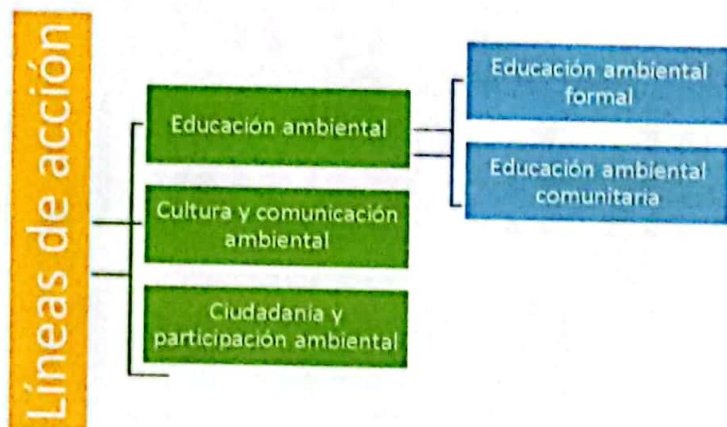 Líneas de acción
Educación ambiental
Cultura y comunicación
ambiental
Ciudadanía y
participación ambiental
Educación ambiental
formal
Educación ambiental
comunitaria